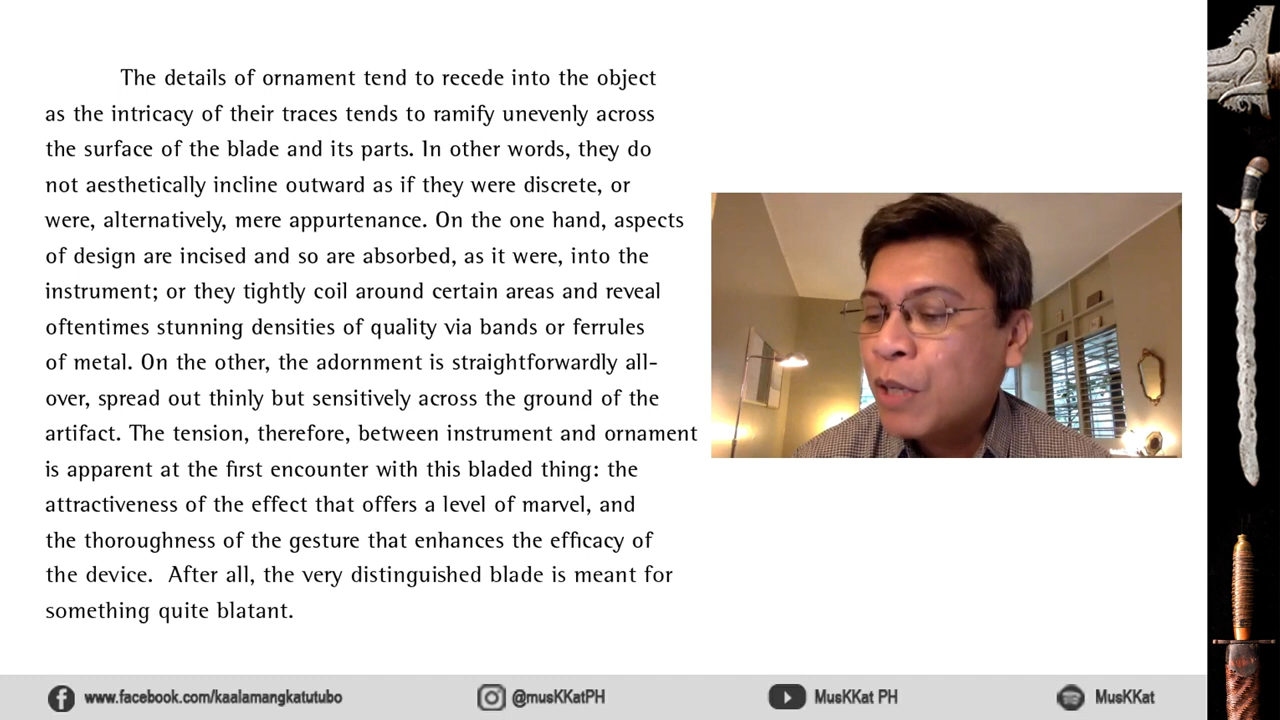 The details of ornament tend to recede into the object
as the intricacy of their traces tends to ramify unevenly across
the surface of the blade and its parts. In other words, they do
not aesthetically incline outward as if they were discrete, or
were, alternatively, mere appurtenance. On the one hand, aspects
of design are incised and so are absorbed, as it were, into the
instrument; or they tightly coil around certain areas and reveal
oftentimes stunning densities of quality via bands or ferrules
of metal. On the other, the adornment is straightforwardly all-
over, spread out thinly but sensitively across the ground of the
artifact. The tension, therefore, between instrument and ornament
is apparent at the first encounter with this bladed thing: the
attractiveness of the effect that offers a level of marvel, and
the thoroughness of the gesture that enhances the efficacy of
the device.  After all, the very distinguished blade is meant for
something quite blatant.
www.facebook.com/kaalamangkatutubo
@musKKatPH
MusKKat PH
MusKKat